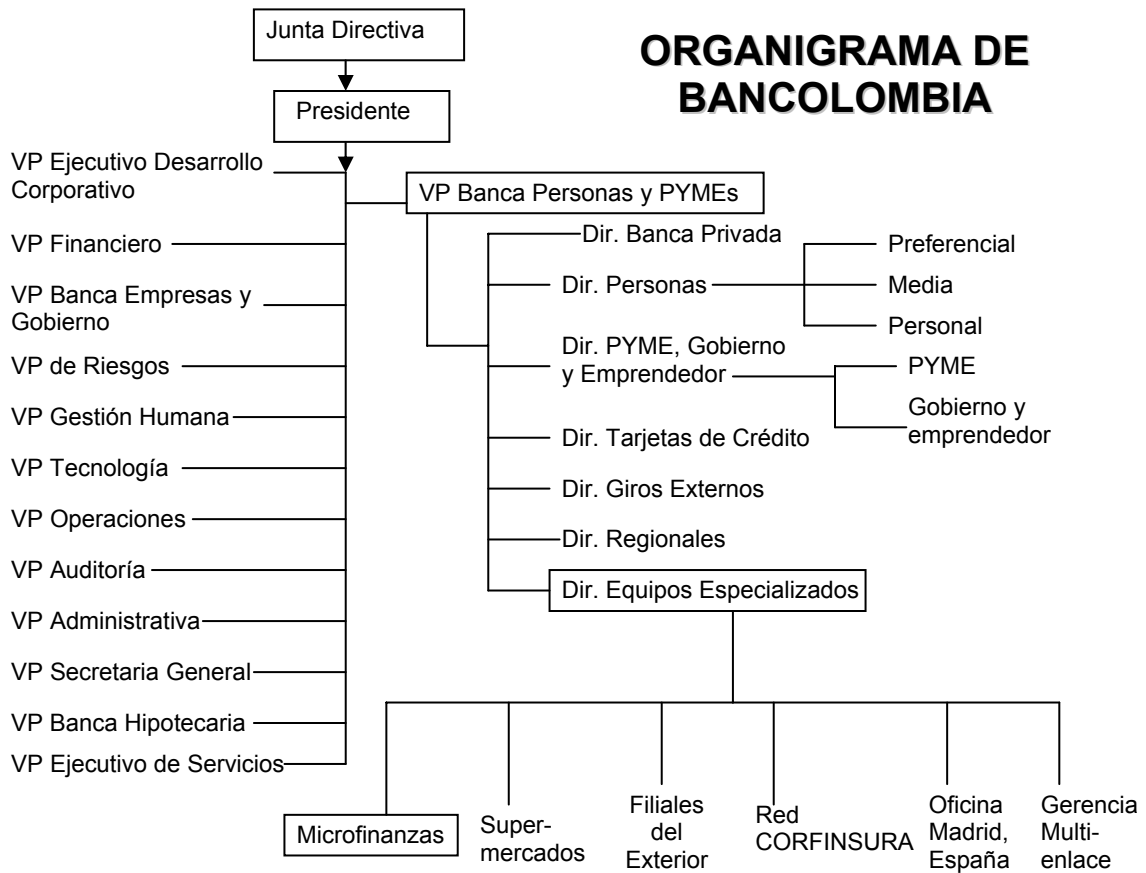 ORGANIGRAMA DE
BANCOLOMBIA
Junta Directiva
Presidente
VP Ejecutivo Desarrollo
Corporativo
VP Financiero
VP Banca Empresas y
Gobierno
VP de Riesgos
VP Gestión Humana
VP Tecnología
VP Operaciones
VP Auditoría
VP Administrativa
VP Secretaria General
VP Banca Hipotecaria
VP Ejecutivo de Servicios
VP Banca Personas y PYMEs
Dir. Banca Privada
Dir. Personas
Preferencial
Media
Personal
Dir. PYME, Gobierno
y Emprendedor
PYME
Gobierno y
emprendedor
Dir. Tarjetas de Crédito
Dir. Giros Externos
Dir. Regionales
Dir. Equipos Especializados
Microfinanzas
Super-
mercados
Filiales
del
Exterior
Red
CORFINSURA
Oficina
Madrid,
España
Gerencia
Multi-
enlace